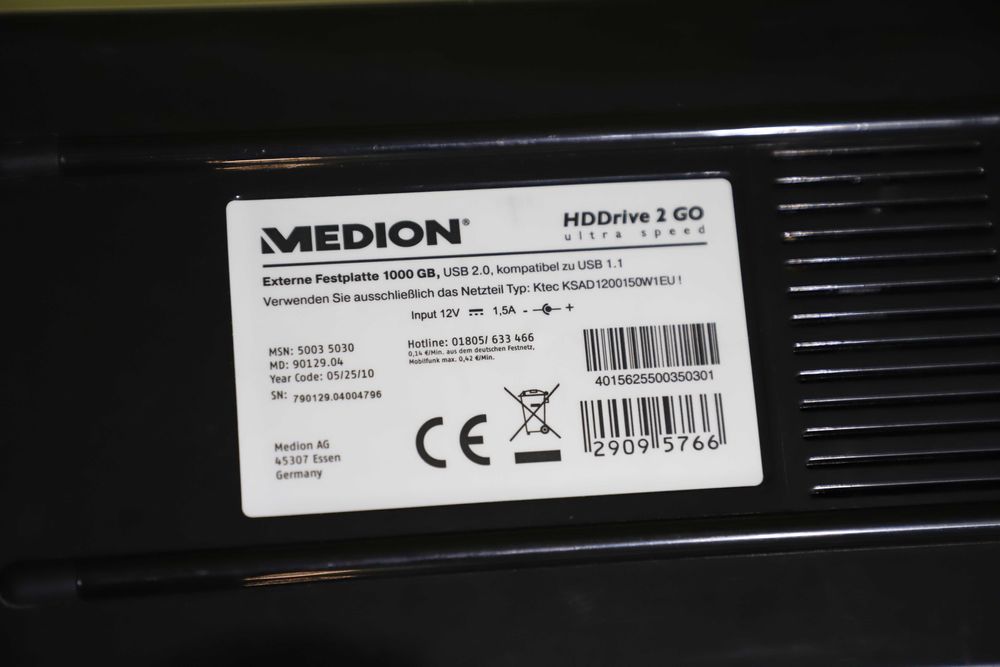 MEDION®
HDDrive 2 GO
ultra speed
Externe Festplatte 1000 GB, USB 2.0, kompatibel zu USB 1.1
Verwenden Sie ausschließlich das Netzteil Typ: Ktec KSAD1200150W1EU !
Input 12V ⎓ 1,5A - +
MSN: 5003 5030
MD: 90129.04
Year Code: 05/25/10
SN: 790129.04004796
Hotline: 01805/ 633 466
0,14 €/Min. aus dem deutschen Festnetz,
Mobilfunk max. 0,42 €/Min.
4015625500350301
Medion AG
45307 Essen
Germany
CE
29095766